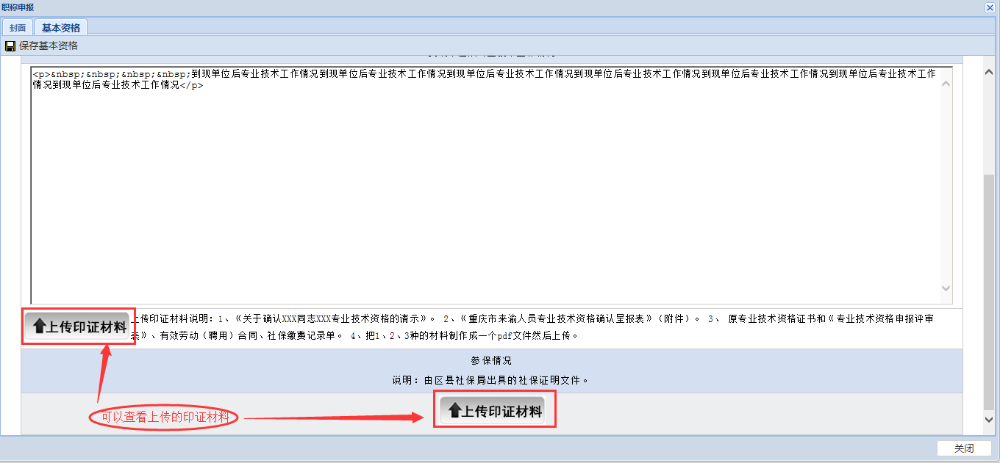 职称申报
封面 基本资格
保存基本资格
<p>&nbsp;&nbsp;&nbsp;&nbsp;到现单位后专业技术工作情况到现单位后专业技术工作情况到现单位后专业技术工作情况到现单位后专业技术工作情况到现单位后专业技术工作情况到现单位后专业技术工作
情况到现单位后专业技术工作情况</p>
上传印证材料
上传印证材料说明：1、《关于确认XXX同志XXX专业技术资格的请示》。 2、《重庆市来渝人员专业技术资格确认呈报表》（附件）。 3、 原专业技术资格证书和《专业技术资格申报评审
表》、有效劳动（聘用）合同、社保缴费记录单。 4、把1、2、3种的材料制作成一个pdf文件然后上传。
参保情况
说明：由区县社保局出具的社保证明文件。
上传印证材料
可以查看上传的印证材料
关闭